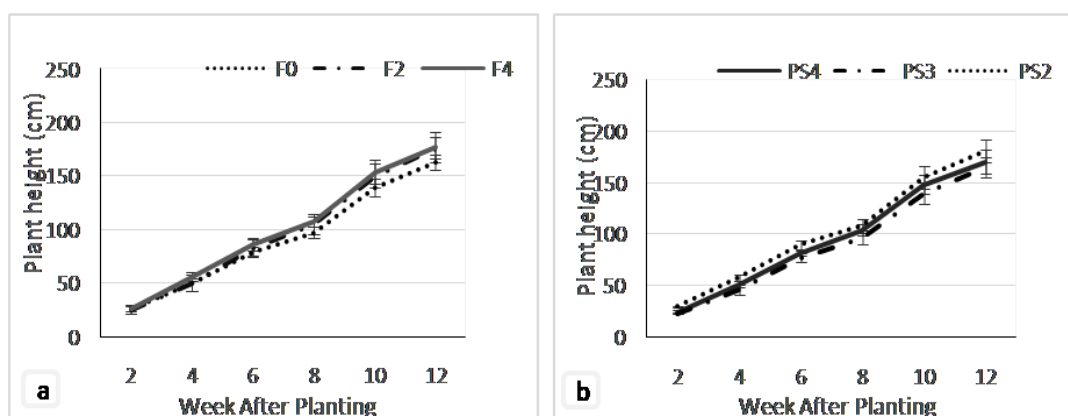 F0 F2 F4
250
200
150
100
50
0
Plant height (cm)
2 4 6 8 10 12
Week After Planting
a
PS4 PS3 PS2
250
200
150
100
50
0
Plant height (cm)
2 4 6 8 10 12
Week After Planting
b